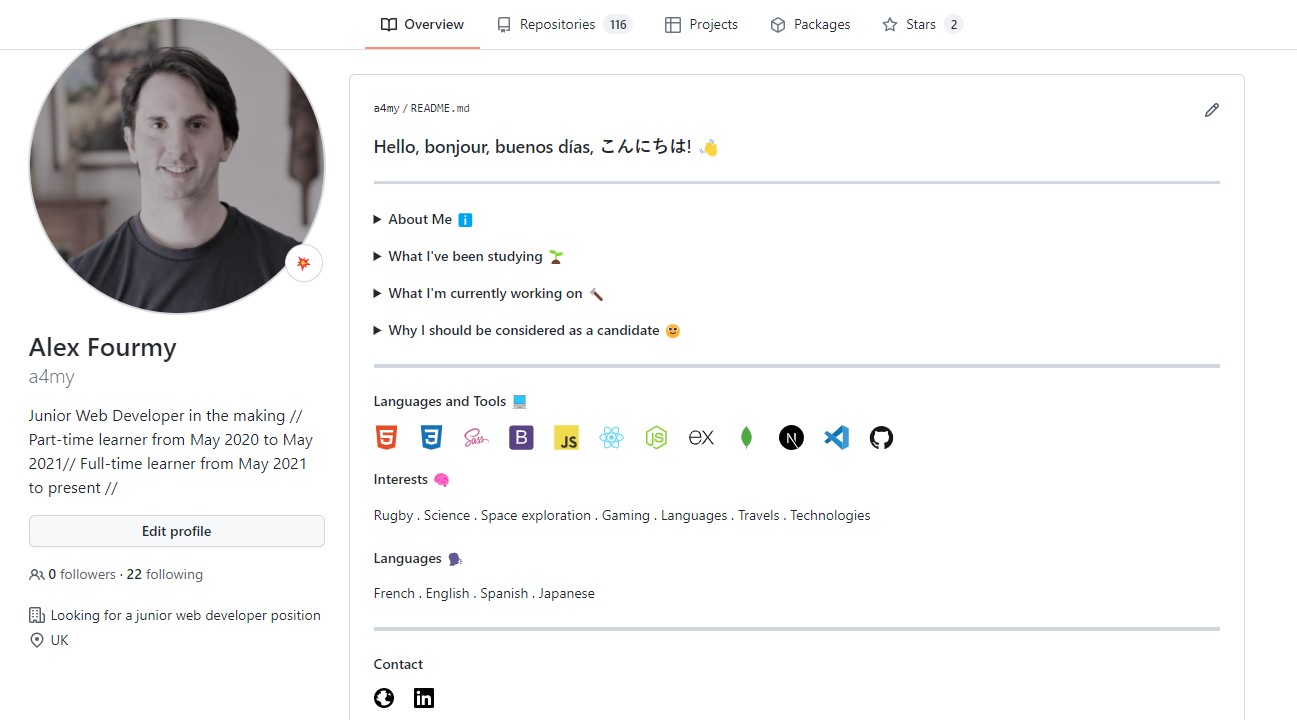 Overview
Repositories 116
Projects
Packages
Stars 2
Alex Fourmy
a4my
Junior Web Developer in the making //
Part-time learner from May 2020 to May
2021// Full-time learner from May 2021
to present //
Edit profile
0 followers · 22 following
Looking for a junior web developer position
UK
a4my / README.md
Hello, bonjour, buenos días, こんにちは! 👋
About Me ℹ️
What I've been studying 🌱
What I'm currently working on 🔨
Why I should be considered as a candidate 🙂
Languages and Tools 💻
5 3 Sass B JS JS EX N
Interests 🧠
Rugby . Science . Space exploration . Gaming . Languages . Travels . Technologies
Languages 🗣️
French . English . Spanish . Japanese
Contact
in